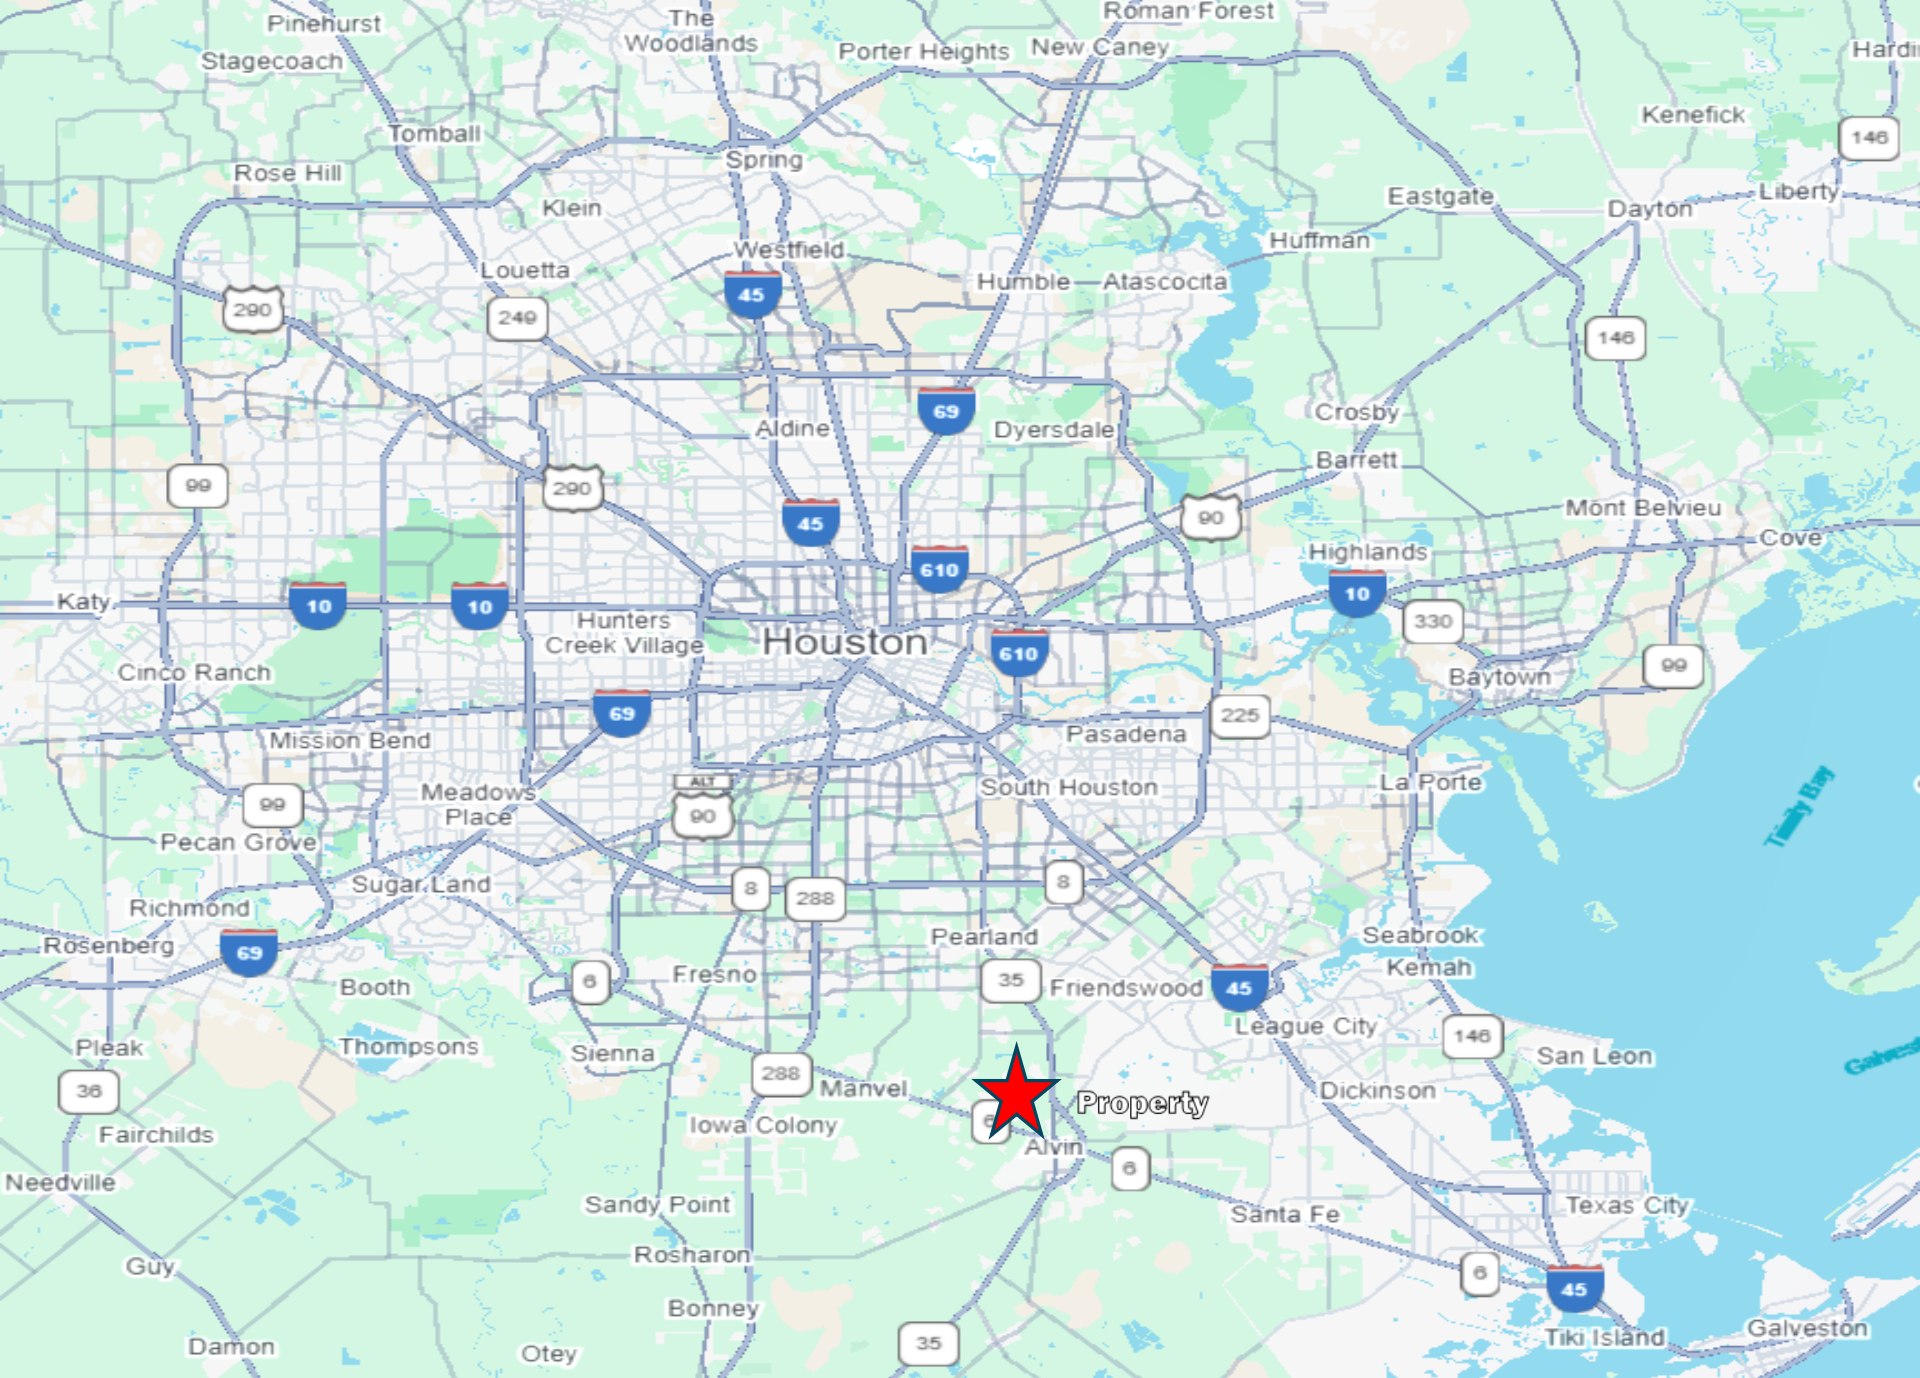 Pinehurst
The
Woodlands
Roman Forest
Stagecoach
Porter Heights
New Caney
Kenefick
146
Tomball
Spring
Rose Hill
Klein
Eastgate
Dayton
Liberty
Westfield
Huffman
Louetta
45
Humble
Atascocita
290
249
146
69
Aldine
Dyersdale
Crosby
Barrett
99
290
45
90
Mont Belvieu
Cove
Highlands
610
10
Katy
10
10
Hunters
Creek Village
Houston
610
330
99
Cinco Ranch
Baytown
69
225
Mission Bend
Pasadena
ALT
90
Meadows
Place
South Houston
La Porte
Trinity Bay
99
Pecan Grove
Sugar Land
8
288
8
Richmond
Rosenberg
69
Pearland
Seabrook
Kemah
Booth
6
Fresno
35
Friendswood
45
League City
146
San Leon
Pleak
Thompsons
Sienna
36
288
Manvel
Property
Dickinson
Fairchilds
Iowa Colony
6
Alvin
6
Needville
Sandy Point
Santa Fe
Texas City
Guy
Rosharon
6
45
Bonney
35
Damon
Otey
Tiki Island
Galveston